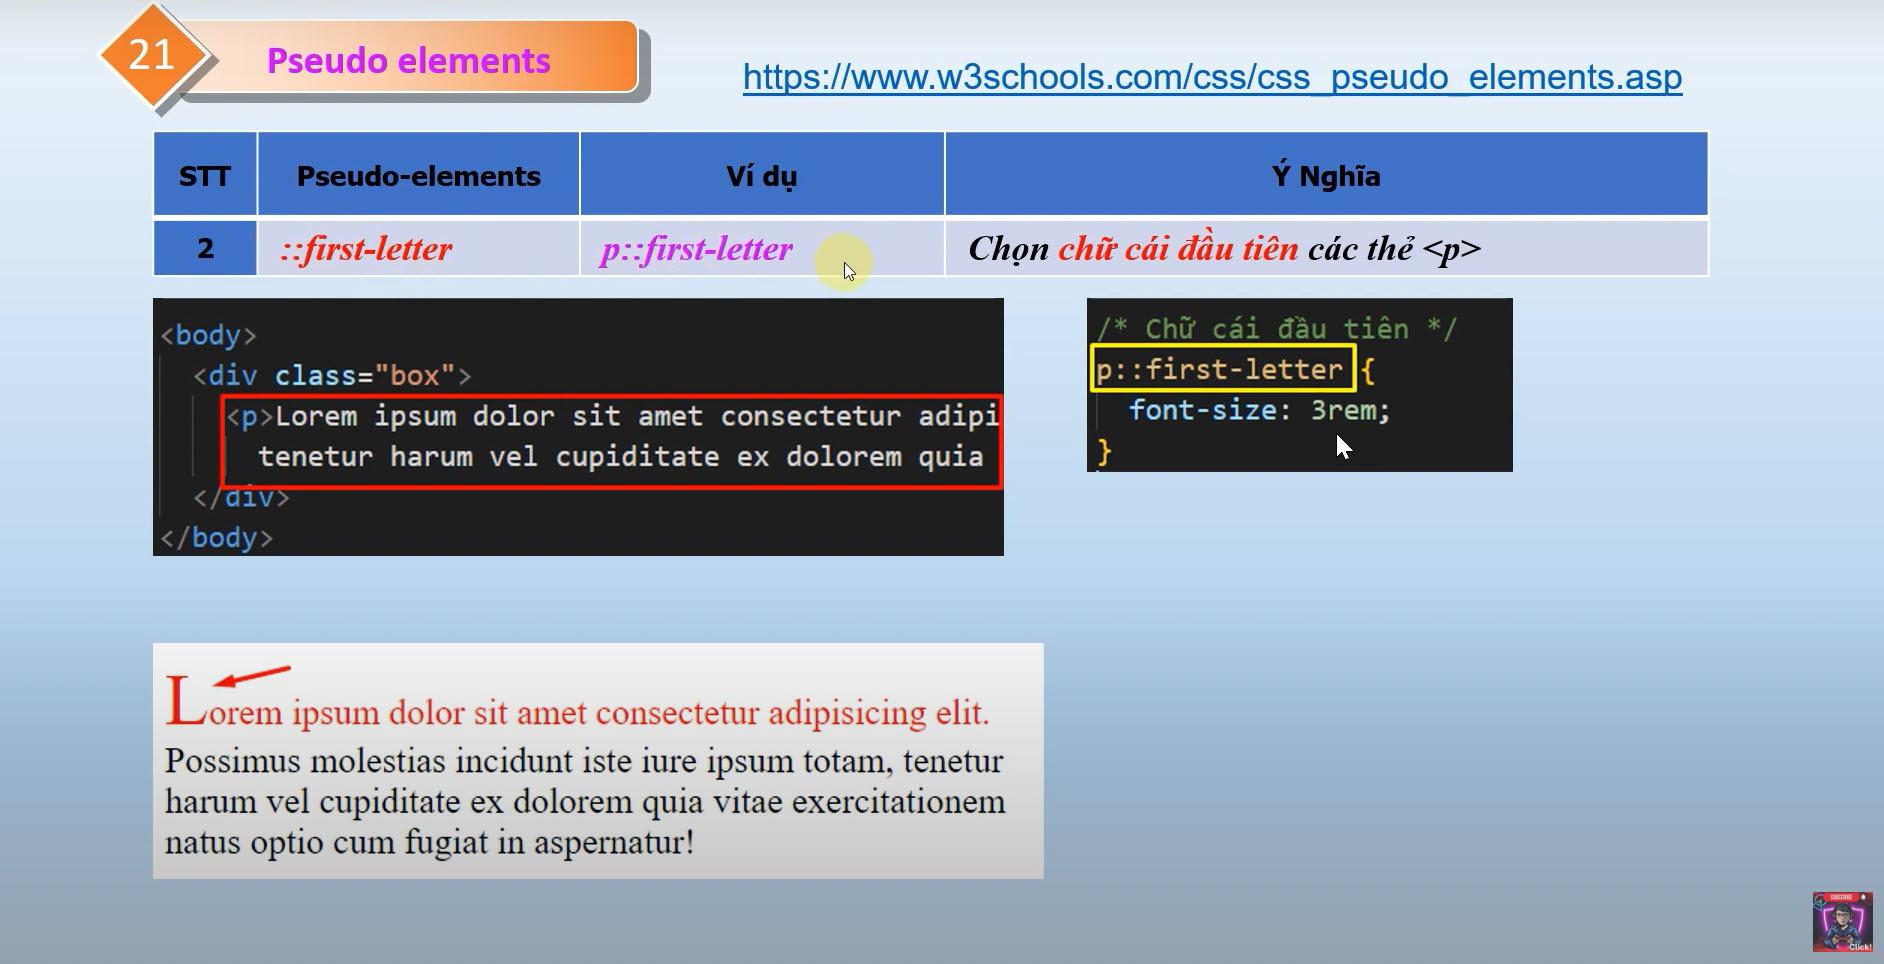 21
Pseudo elements
https://www.w3schools.com/css/css_pseudo_elements.asp
STT Pseudo-elements Ví dụ Ý Nghĩa
2 ::first-letter p::first-letter Chọn chữ cái đầu tiên các thẻ <p>
<body>
<div class="box">
<p>Lorem ipsum dolor sit amet consectetur adipi
tenetur harum vel cupiditate ex dolorem quia
</div>
</body>
/* Chữ cái đầu tiên */
p::first-letter {
font-size: 3rem;
}
Lorem ipsum dolor sit amet consectetur adipisicing elit.
Possimus molestias incidunt iste iure ipsum totam, tenetur
harum vel cupiditate ex dolorem quia vitae exercitationem
natus optio cum fugiat in aspernatur!
SUBSCRIBE
Click!